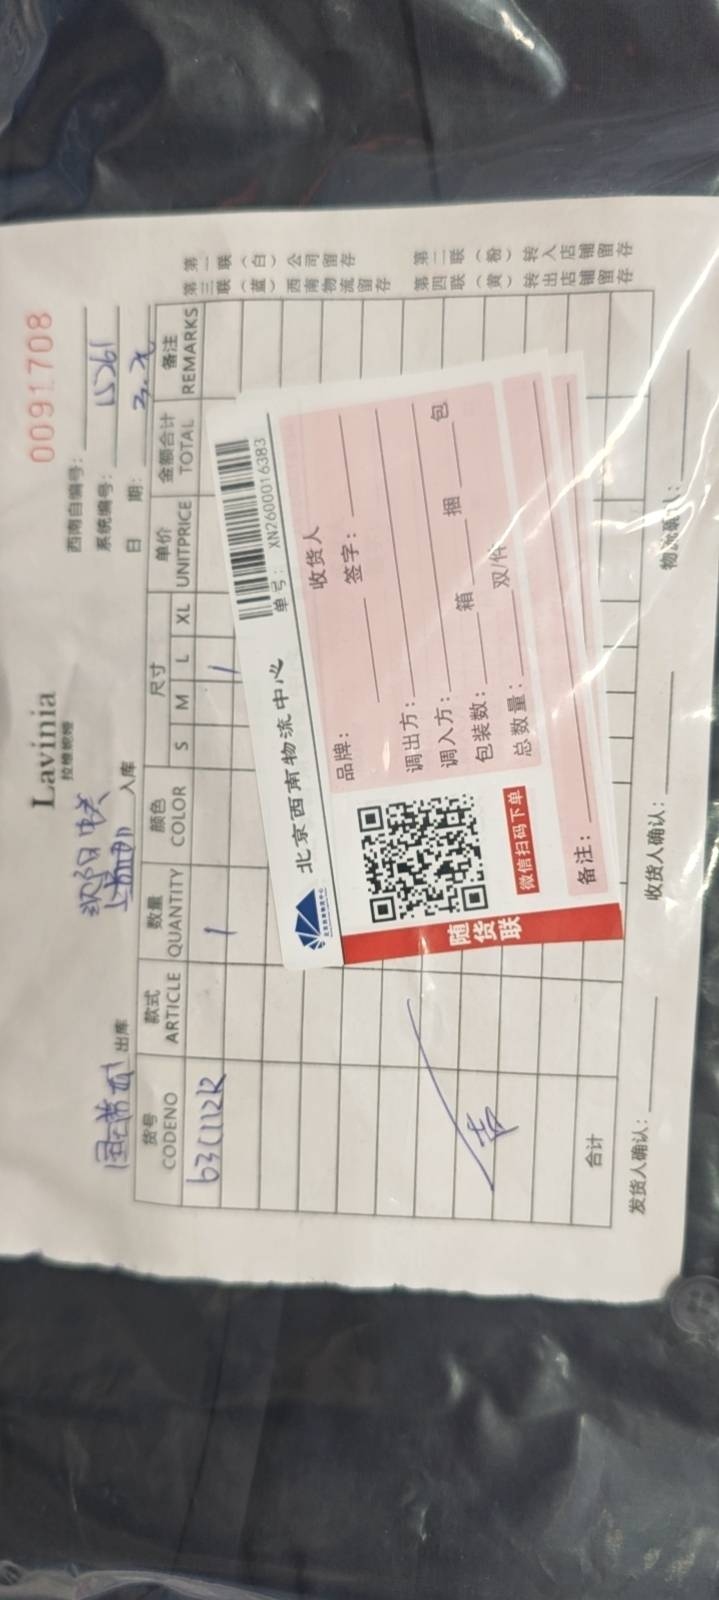 Lavinia
拉维妮娅
0091708
西南自编号:
系统编号: 15261
日 期:
出库
沈阳中兴
入库
货号 款式 数量 颜色 尺寸 单价 金额合计 备注
CODENO ARTICLE QUANTITY COLOR S M L XL UNITPRICE TOTAL REMARKS
63C112R 1 1
合计
发货人确认:
收货人确认:
第一联(白)公司留存
第三联(蓝)西南物流留存
第二联(粉)转入店铺留存
第四联(黄)转出店铺留存
北京西南物流中心
单号: XN2600016383
品牌:
收货人
签字:
调出方:
调入方:
包装数: 箱 捆 包
总数量: 双/件
微信扫码下单
备注:
随货联